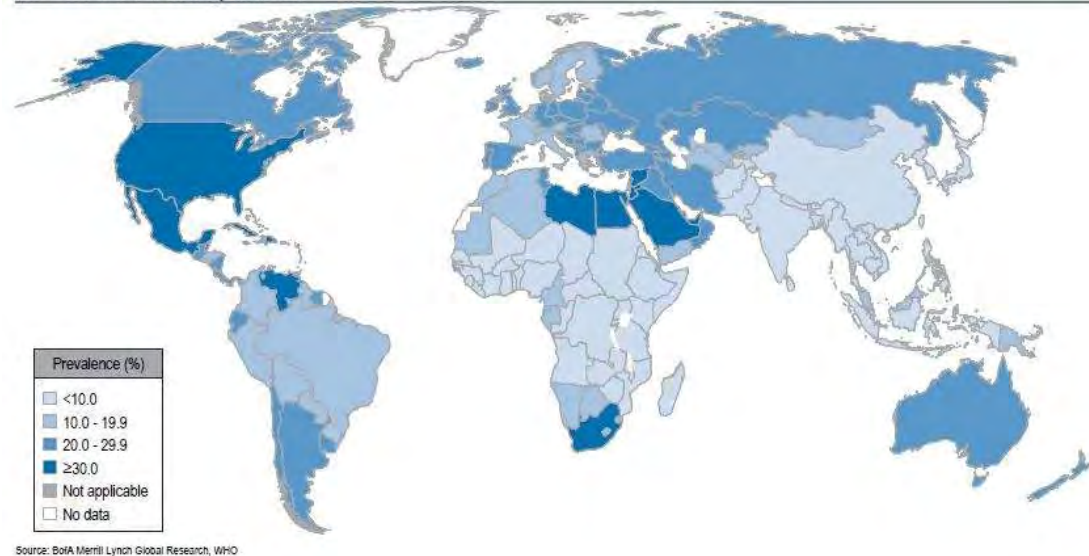 Prevalence (%)
<10.0
10.0 - 19.9
20.0 - 29.9
≥30.0
Not applicable
No data
Source: BofA Merrill Lynch Global Research, WHO